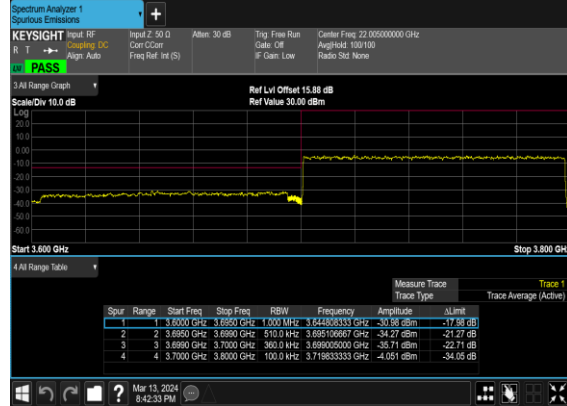 Spectrum Analyzer 1
Spurious Emissions
+
KEYSIGHT Input: RF Input Z: 50 Ω Atten: 30 dB Trig: Free Run Center Freq: 22.005000000 GHz
R T Coupling: DC Corr CCorr Gate: Off Avg|Hold: 100/100
Align: Auto Freq Ref: Int (S) IF Gain: Low Radio Std: None
PASS
3 All Range Graph
Ref Lvl Offset 15.88 dB
Scale/Div 10.0 dB Ref Value 30.00 dBm
Log
20.0
10.0
0.00
-10.0
-20.0
-30.0
-40.0
-50.0
-60.0
Start 3.600 GHz Stop 3.800 GH
4 All Range Table
Measure Trace Trace 1
Trace Type Trace Average (Active)
Spur Range Start Freq Stop Freq RBW Frequency Amplitude ΔLimit
1 1 3.6000 GHz 3.6950 GHz 1.000 MHz 3.644808333 GHz -30.98 dBm -17.98 dB
2 2 3.6950 GHz 3.6990 GHz 510.0 kHz 3.695106667 GHz -34.27 dBm -21.27 dB
3 3 3.6990 GHz 3.7000 GHz 360.0 kHz 3.699005000 GHz -35.71 dBm -22.71 dB
4 4 3.7000 GHz 3.8000 GHz 100.0 kHz 3.719833333 GHz -4.051 dBm -34.05 dB
? Mar 13, 2024
8:42:33 PM